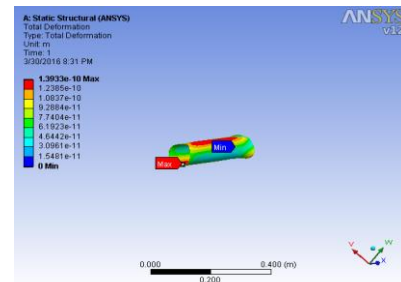 A: Static Structural (ANSYS)
Total Deformation
Type: Total Deformation
Unit: m
Time: 1
3/30/2016 8:31 PM
1.3933e-10 Max
1.2385e-10
1.0837e-10
9.2884e-11
7.7404e-11
6.1923e-11
4.6442e-11
3.0961e-11
1.5481e-11
0 Min
ANSYS
v12
Min
Max
0.000
0.400 (m)
0.200
Y
X